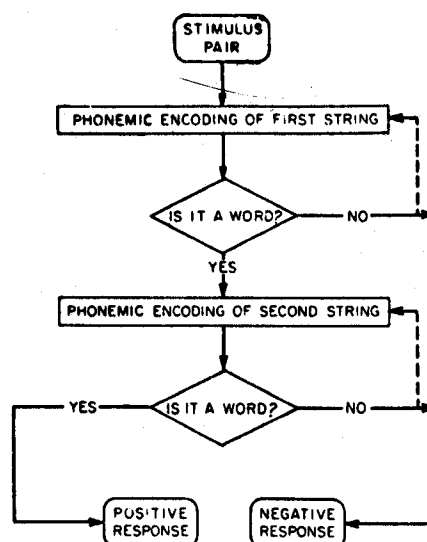 STIMULUS
PAIR
PHONEMIC ENCODING OF FIRST STRING
IS IT A WORD?
NO
YES
PHONEMIC ENCODING OF SECOND STRING
YES
IS IT A WORD?
NO
POSITIVE
RESPONSE
NEGATIVE
RESPONSE